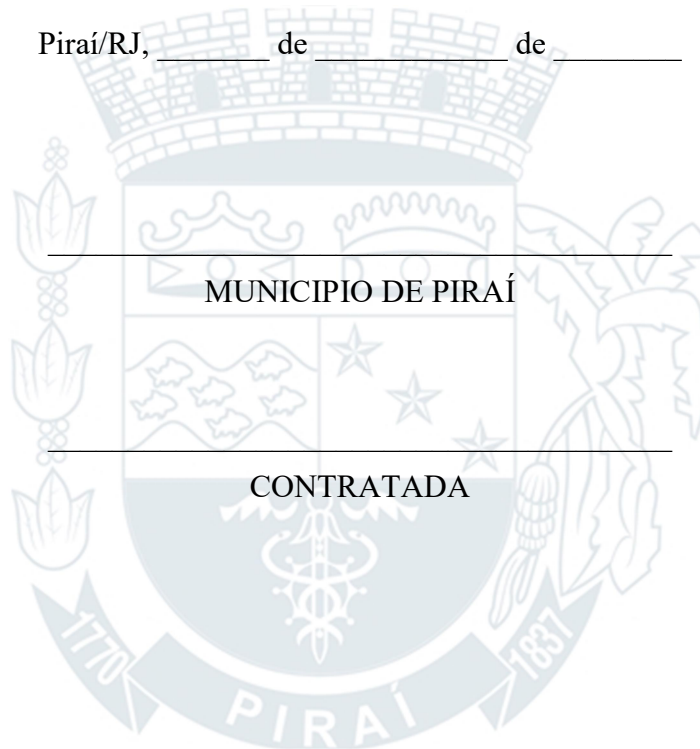 Piraí/RJ, _______ de ____________ de ________
MUNICIPIO DE PIRAÍ
CONTRATADA
1770
PIRAÍ
1837